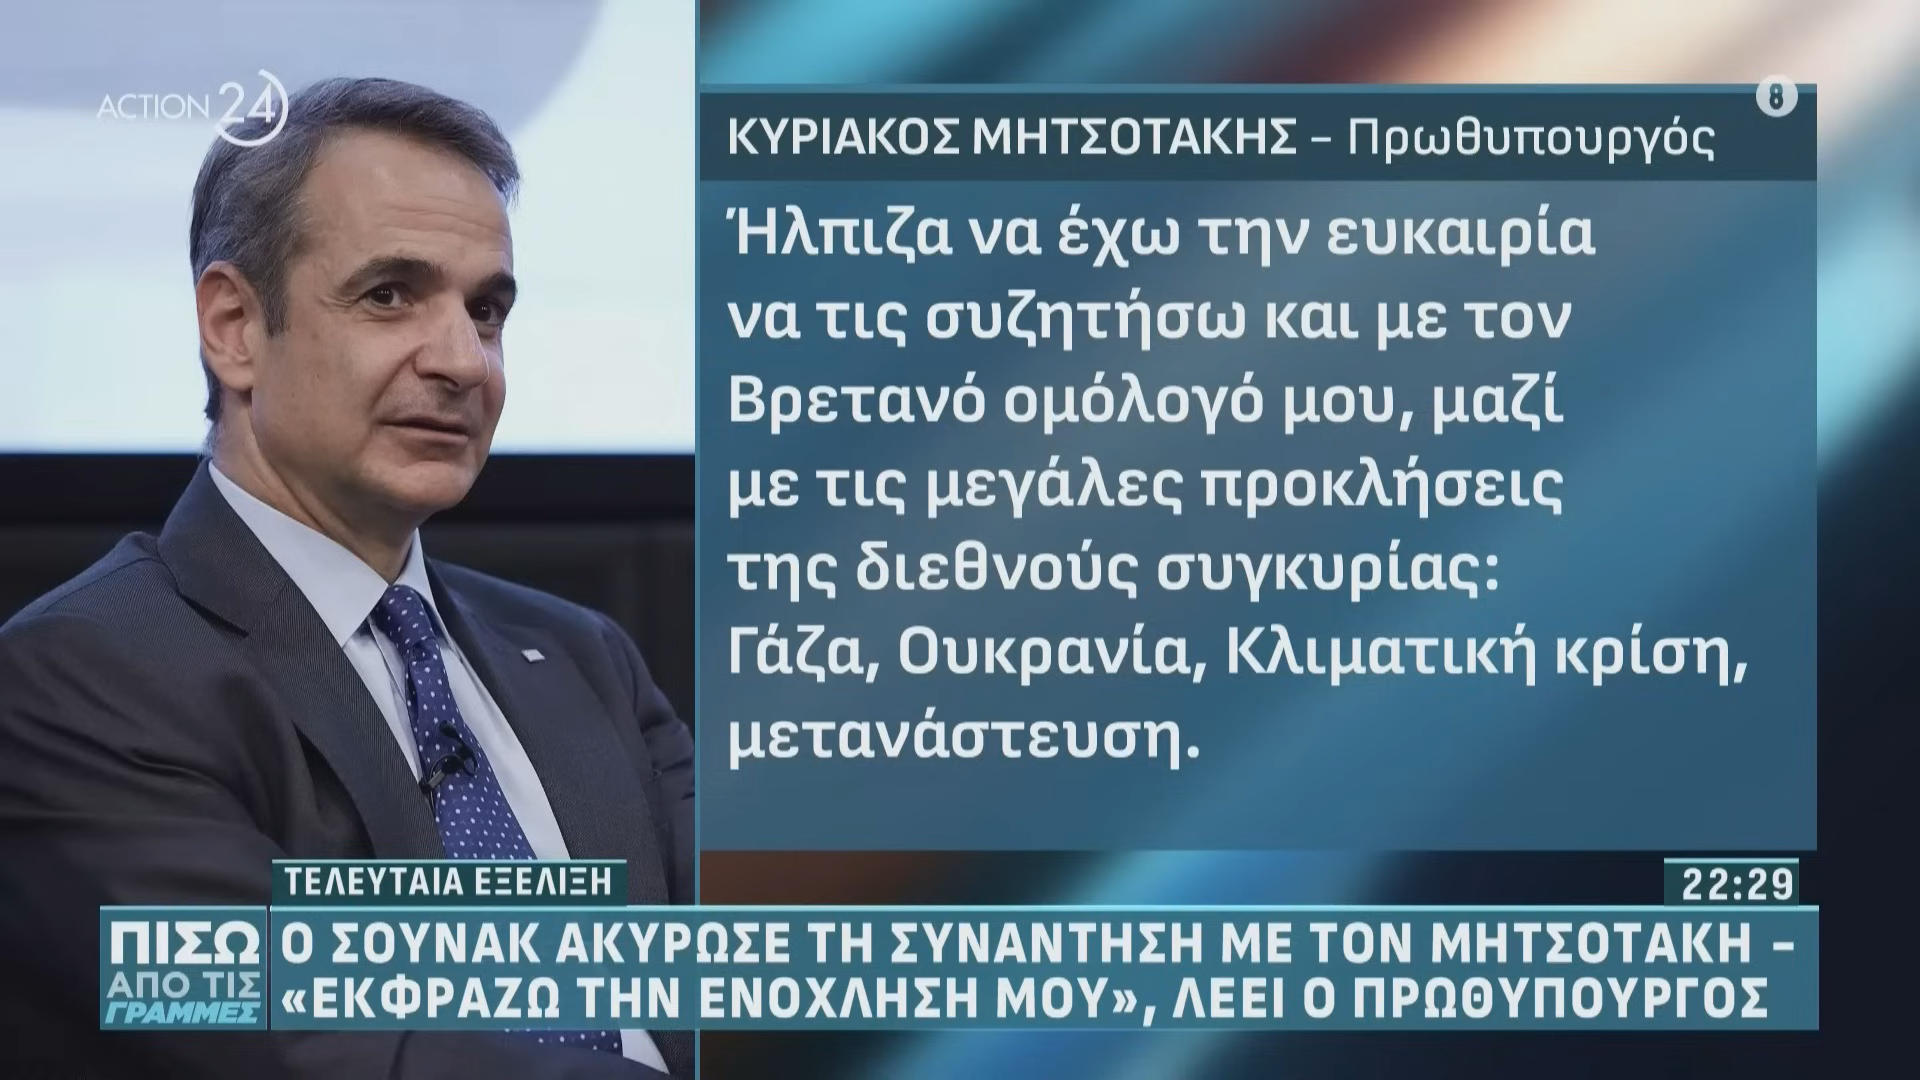 ACTION 24
8
ΚΥΡΙΑΚΟΣ ΜΗΤΣΟΤΑΚΗΣ – Πρωθυπουργός
Ήλπιζα να έχω την ευκαιρία
να τις συζητήσω και με τον
Βρετανό ομόλογό μου, μαζί
με τις μεγάλες προκλήσεις
της διεθνούς συγκυρίας:
Γάζα, Ουκρανία, Κλιματική κρίση,
μετανάστευση.
ΤΕΛΕΥΤΑΙΑ ΕΞΕΛΙΞΗ
22:29
ΠΙΣΩ
ΑΠΟ ΤΙΣ
ΓΡΑΜΜΕΣ
Ο ΣΟΥΝΑΚ ΑΚΥΡΩΣΕ ΤΗ ΣΥΝΑΝΤΗΣΗ ΜΕ ΤΟΝ ΜΗΤΣΟΤΑΚΗ –
«ΕΚΦΡΑΖΩ ΤΗΝ ΕΝΟΧΛΗΣΗ ΜΟΥ», ΛΕΕΙ Ο ΠΡΩΘΥΠΟΥΡΓΟΣ